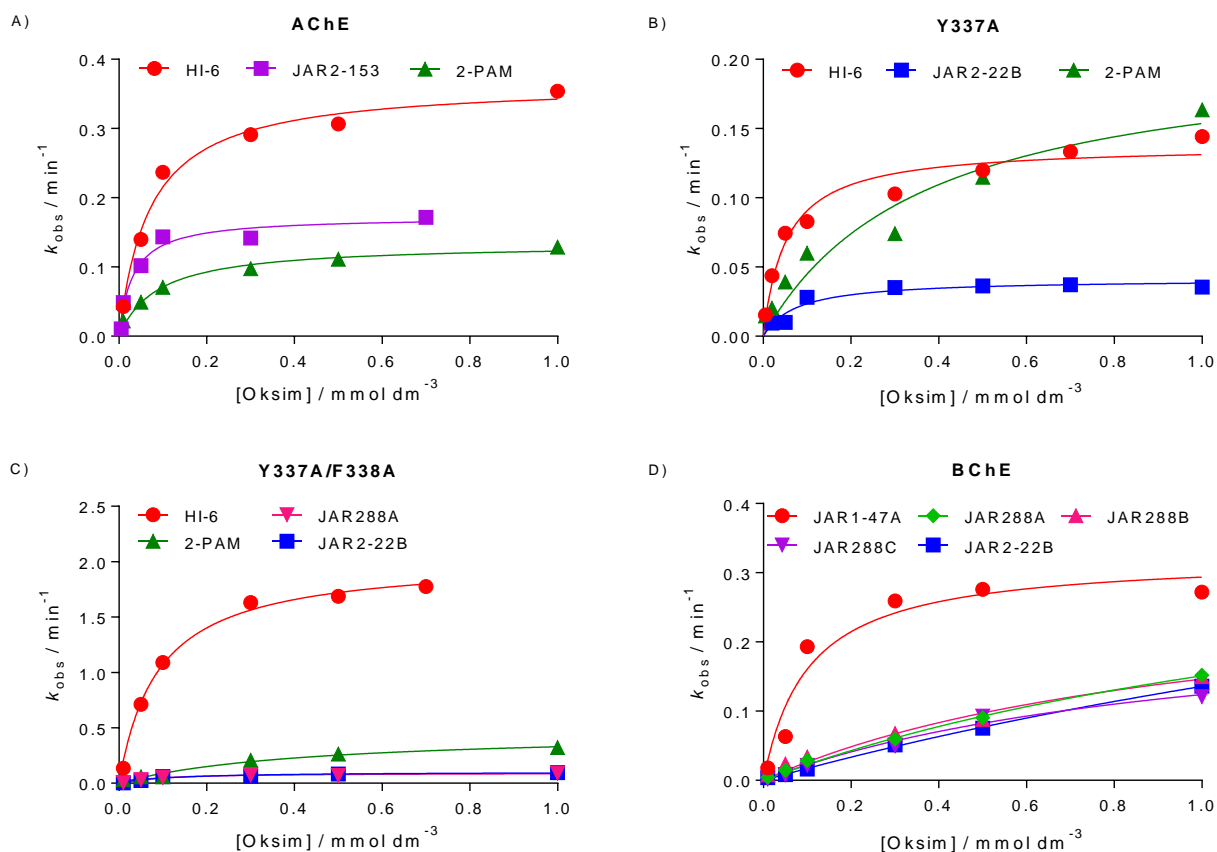 A)
AChE
HI-6 JAR2-153 2-PAM
0.4
0.3
0.2
0.1
0.0
k_obs / min⁻¹
0.0 0.2 0.4 0.6 0.8 1.0
[Oksim] / mmol dm⁻³
B)
Y337A
HI-6 JAR2-22B 2-PAM
0.20
0.15
0.10
0.05
0.00
k_obs / min⁻¹
0.0 0.2 0.4 0.6 0.8 1.0
[Oksim] / mmol dm⁻³
C)
Y337A/F338A
HI-6 JAR288A
2-PAM JAR2-22B
2.5
2.0
1.5
1.0
0.5
0.0
k_obs / min⁻¹
0.0 0.2 0.4 0.6 0.8 1.0
[Oksim] / mmol dm⁻³
D)
BChE
JAR1-47A JAR288A JAR288B
JAR288C JAR2-22B
0.4
0.3
0.2
0.1
0.0
k_obs / min⁻¹
0.0 0.2 0.4 0.6 0.8 1.0
[Oksim] / mmol dm⁻³